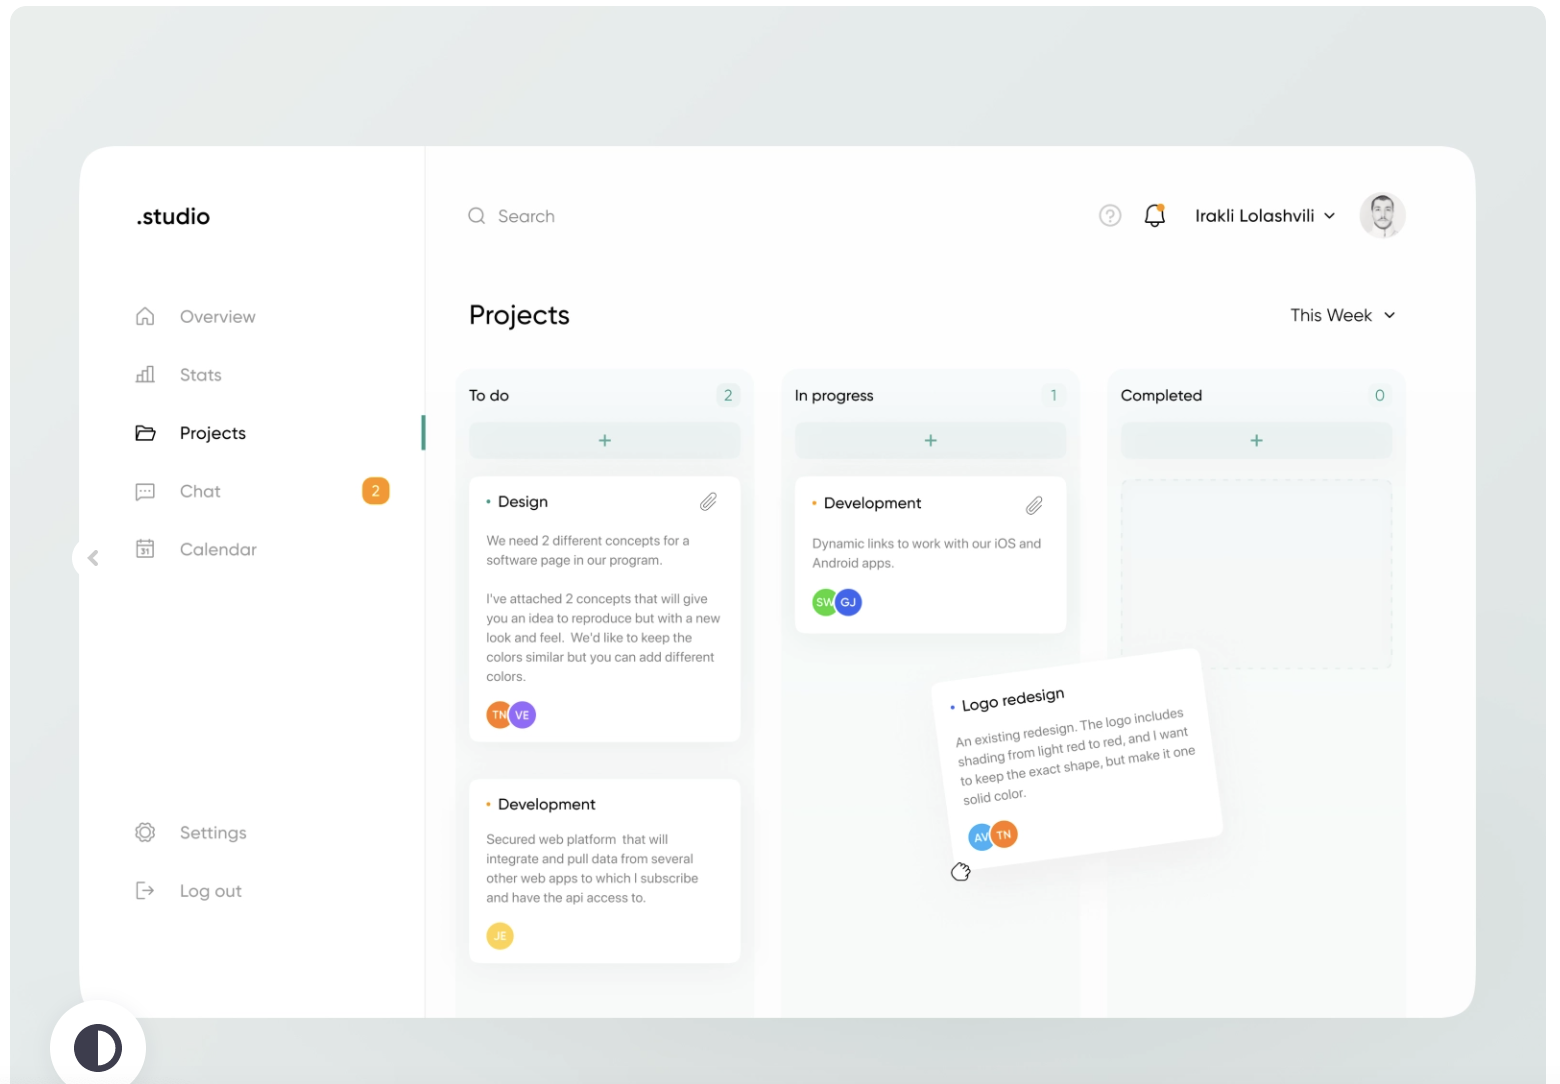 .studio
Search
?
Irakli Lolashvili
Overview
Stats
Projects
Chat
2
Calendar
31
Settings
Log out
Projects
This Week
To do
2
+
Design
We need 2 different concepts for a
software page in our program.
I've attached 2 concepts that will give
you an idea to reproduce but with a new
look and feel.  We'd like to keep the
colors similar but you can add different
colors.
TN
VE
Development
Secured web platform  that will
integrate and pull data from several
other web apps to which I subscribe
and have the api access to.
JE
In progress
1
+
Development
Dynamic links to work with our iOS and
Android apps.
SW
GJ
Completed
0
+
Logo redesign
An existing redesign. The logo includes
shading from light red to red, and I want
to keep the exact shape, but make it one
solid color.
AV
TN